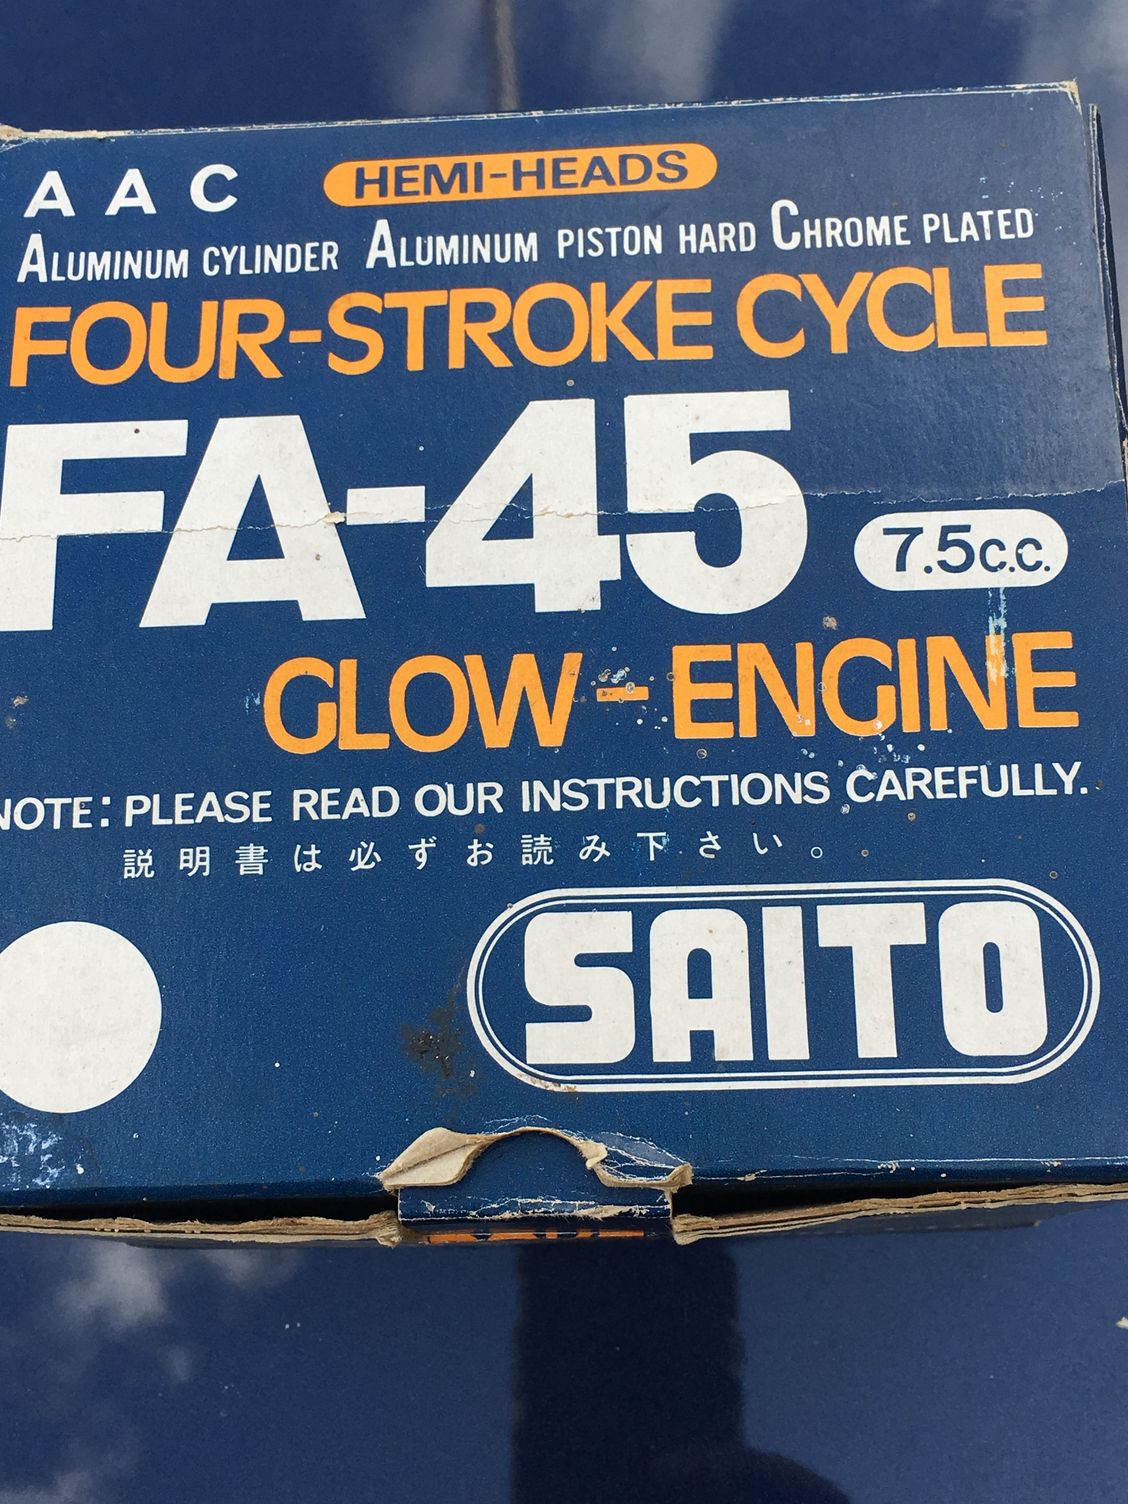 AAC HEMI-HEADS
ALUMINUM CYLINDER ALUMINUM PISTON HARD CHROME PLATED
FOUR-STROKE CYCLE
FA-45 7.5c.c.
GLOW-ENGINE
NOTE: PLEASE READ OUR INSTRUCTIONS CAREFULLY.
説明書は必ずお読み下さい。
SAITO